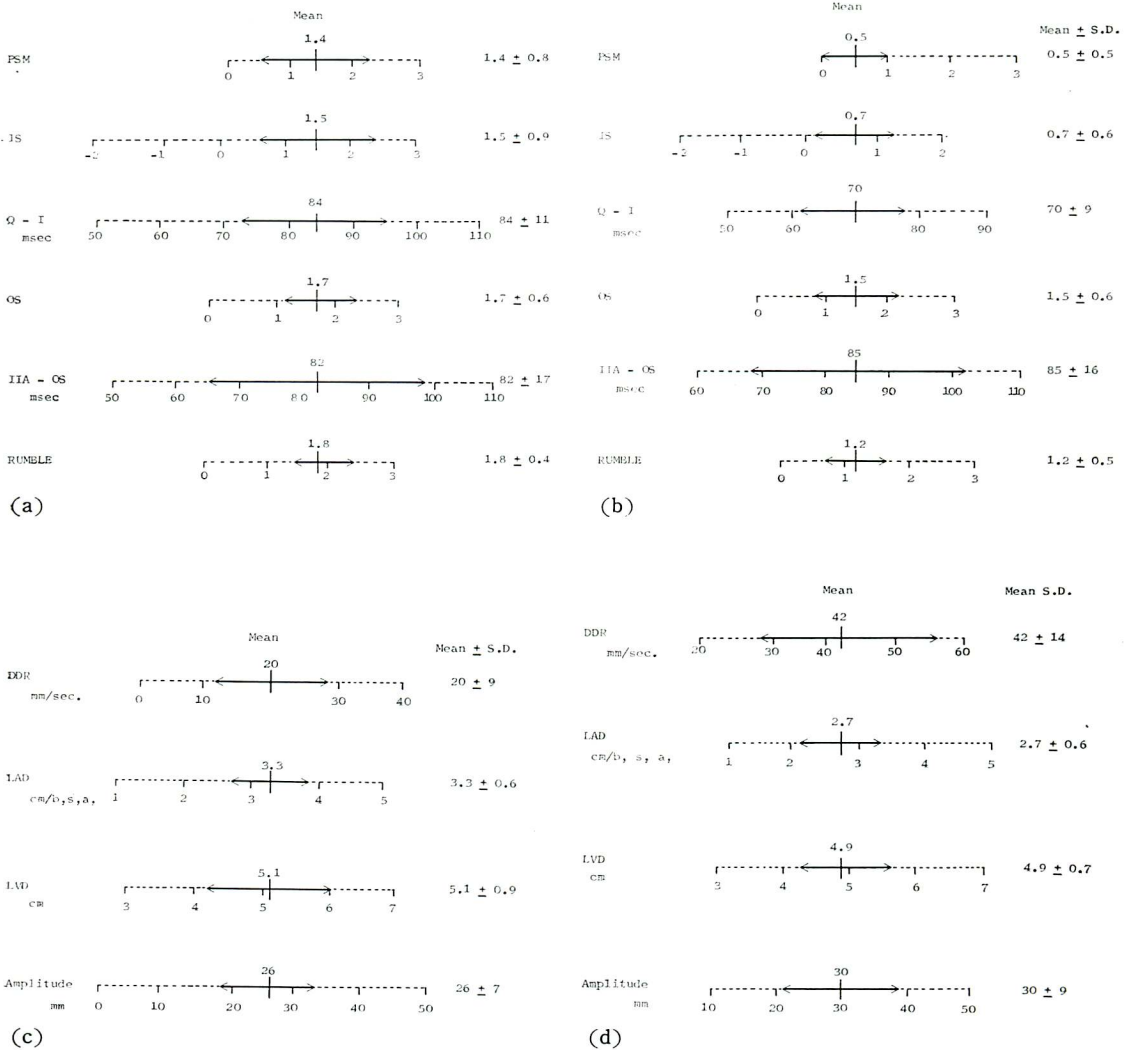 Mean
1.4
PSM
1.4 ± 0.8
0 1 2 3
1.5
IS
1.5 ± 0.9
-2 -1 0 1 2 3
84
Q - I
msec
84 ± 11
50 60 70 80 90 100 110
1.7
OS
1.7 ± 0.6
0 1 2 3
82
IIA - OS
msec
82 ± 17
50 60 70 80 90 100 110
1.8
RUMBLE
1.8 ± 0.4
0 1 2 3
(a)
Mean
Mean ± S.D.
0.5
PSM
0.5 ± 0.5
0 1 2 3
0.7
IS
0.7 ± 0.6
-2 -1 0 1 2
70
Q - I
msec
70 ± 9
50 60 80 90
1.5
OS
1.5 ± 0.6
0 1 2 3
85
IIA - OS
msec
85 ± 16
60 70 80 90 100 110
1.2
RUMBLE
1.2 ± 0.5
0 1 2 3
(b)
Mean
Mean ± S.D.
20
DDR
mm/sec.
20 ± 9
0 10 30 40
3.3
LAD
cm/b,s,a,
3.3 ± 0.6
1 2 3 4 5
5.1
LVD
cm
5.1 ± 0.9
3 4 5 6 7
26
Amplitude
mm
26 ± 7
0 10 20 30 40 50
(c)
Mean
Mean S.D.
42
DDR
mm/sec.
42 ± 14
20 30 40 50 60
2.7
LAD
cm/b, s, a,
2.7 ± 0.6
1 2 3 4 5
4.9
LVD
cm
4.9 ± 0.7
3 4 5 6 7
30
Amplitude
mm
30 ± 9
10 20 30 40 50
(d)